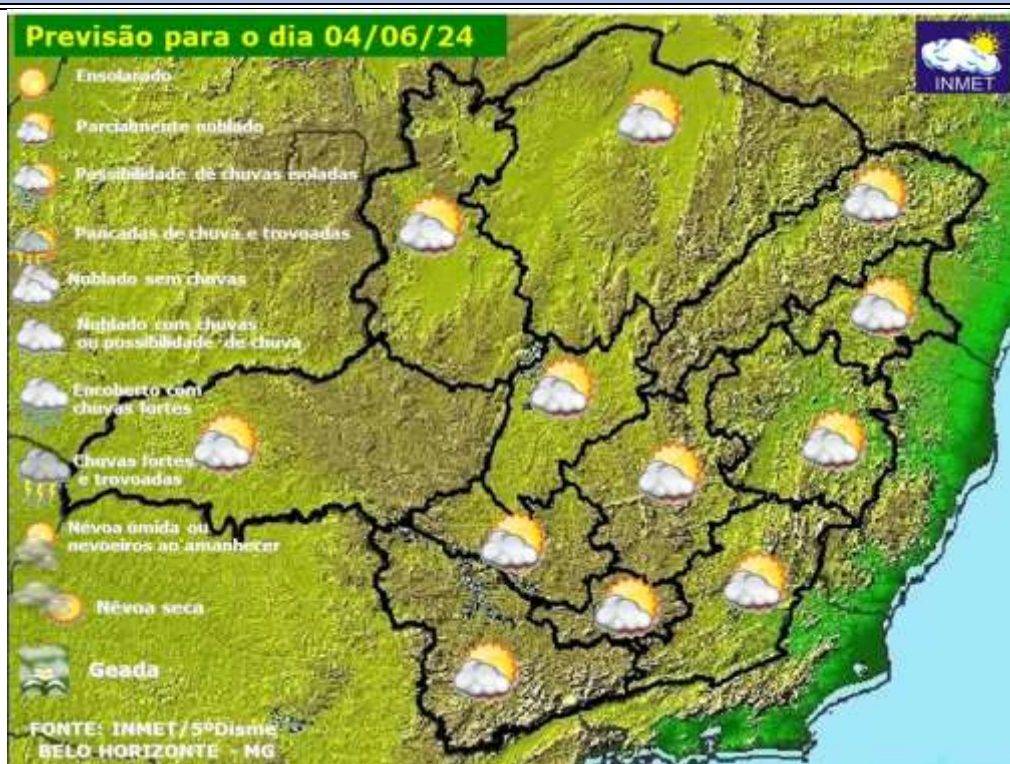 Previsão para o dia 04/06/24
INMET
Ensolarado
Parcialmente nublado
Possibilidade de chuvas isoladas
Pancadas de chuva e trovoadas
Nublado sem chuvas
Nublado com chuvas
ou possibilidade de chuva
Encoberto com
chuvas fortes
Chuvas fortes
e trovoadas
Névoa úmida ou
nevoeiros ao amanhecer
Névoa seca
Geada
FONTE: INMET/5ºDisme
BELO HORIZONTE - MG